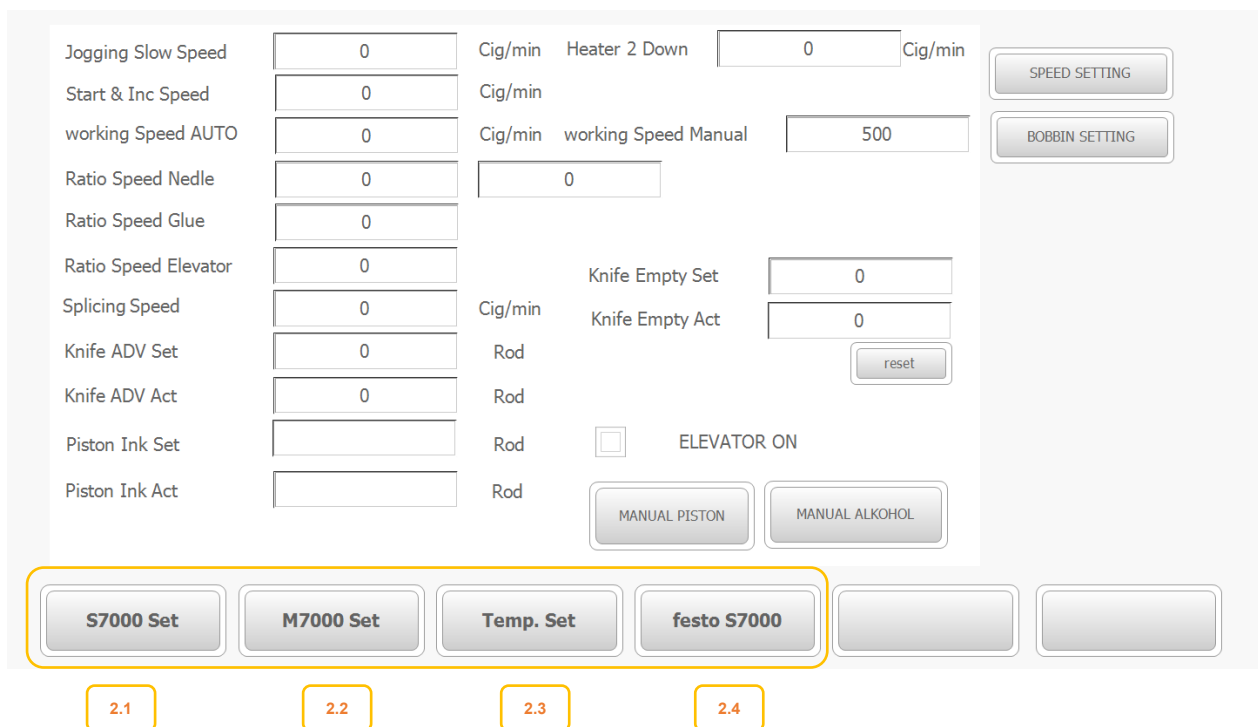 Jogging Slow Speed 0 Cig/min Heater 2 Down 0 Cig/min
SPEED SETTING
Start & Inc Speed 0 Cig/min
working Speed AUTO 0 Cig/min working Speed Manual 500
BOBBIN SETTING
Ratio Speed Nedle 0 0
Ratio Speed Glue 0
Ratio Speed Elevator 0
Knife Empty Set 0
Splicing Speed 0 Cig/min
Knife Empty Act 0
Knife ADV Set 0 Rod
reset
Knife ADV Act 0 Rod
Piston Ink Set Rod
ELEVATOR ON
Piston Ink Act Rod
MANUAL PISTON
MANUAL ALKOHOL
S7000 Set
M7000 Set
Temp. Set
festo S7000
2.1
2.2
2.3
2.4